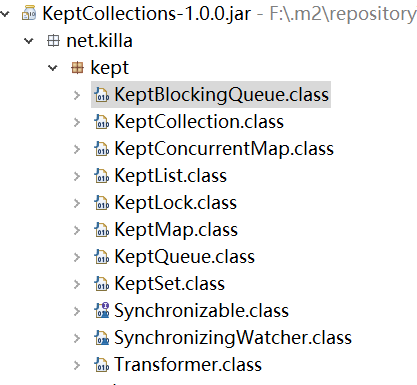 KeptCollections-1.0.0.jar - F:\.m2\repository
net.killa
kept
KeptBlockingQueue.class
KeptCollection.class
KeptConcurrentMap.class
KeptList.class
KeptLock.class
KeptMap.class
KeptQueue.class
KeptSet.class
Synchronizable.class
SynchronizingWatcher.class
Transformer.class